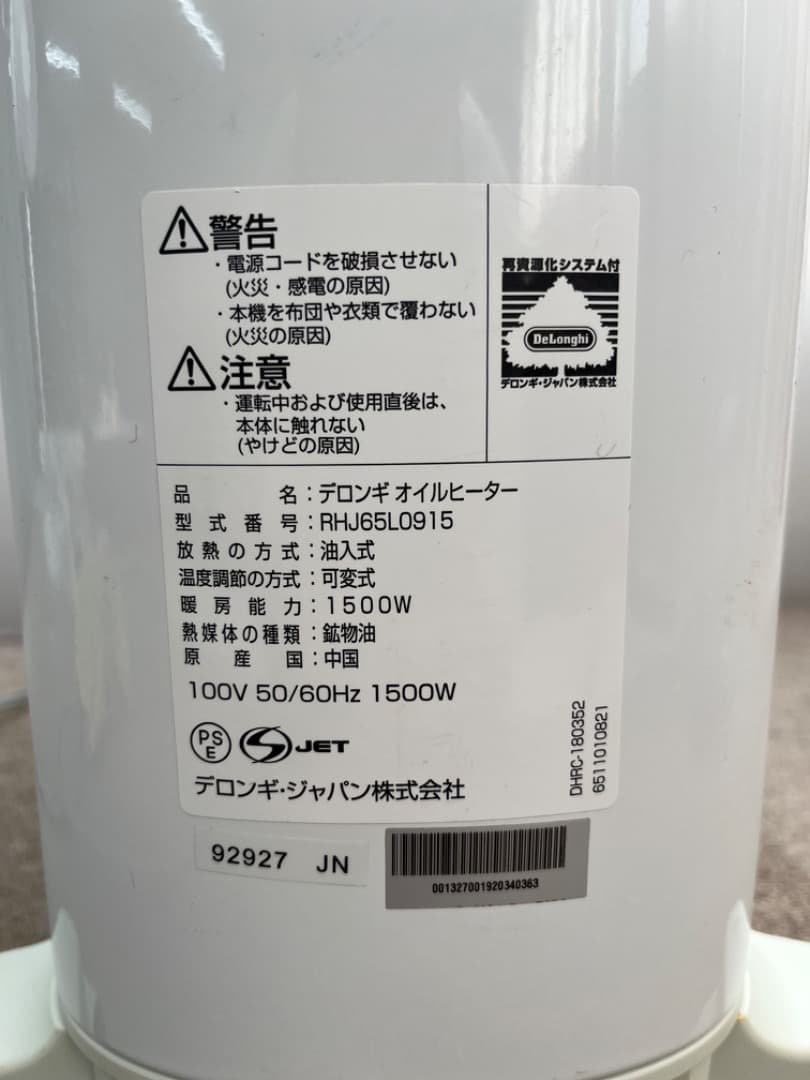 警告
・電源コードを破損させない
(火災・感電の原因)
・本機を布団や衣類で覆わない
(火災の原因)
注意
・運転中および使用直後は、
本体に触れない
(やけどの原因)
再資源化システム付
DeLonghi
デロンギ・ジャパン株式会社
品名:デロンギ オイルヒーター
型式番号:RHJ65L0915
放熱の方式:油入式
温度調節の方式:可変式
暖房能力:1500W
熱媒体の種類:鉱物油
原産国:中国
100V 50/60Hz 1500W
PS
E
JET
デロンギ・ジャパン株式会社
DHRC-180352
6511010821
92927 JN
001327001920340363